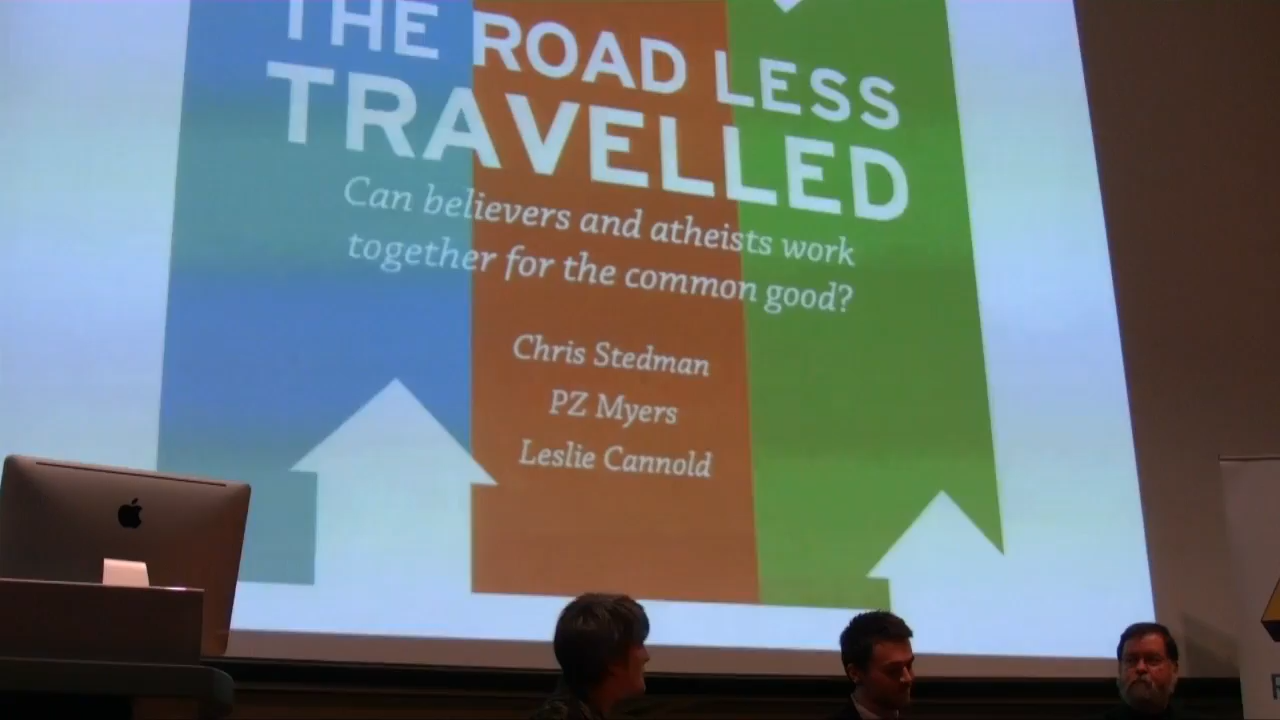 THE ROAD LESS
TRAVELLED
Can believers and atheists work
together for the common good?
Chris Stedman
PZ Myers
Leslie Cannold